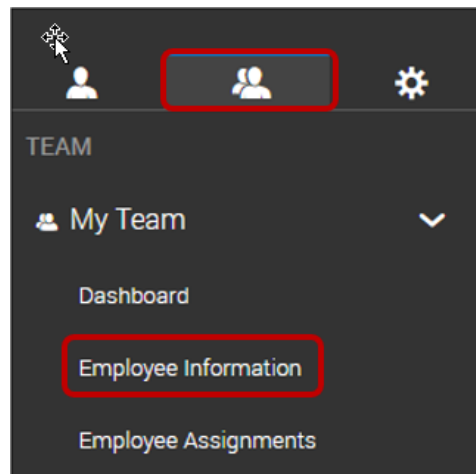 TEAM
My Team
Dashboard
Employee Information
Employee Assignments